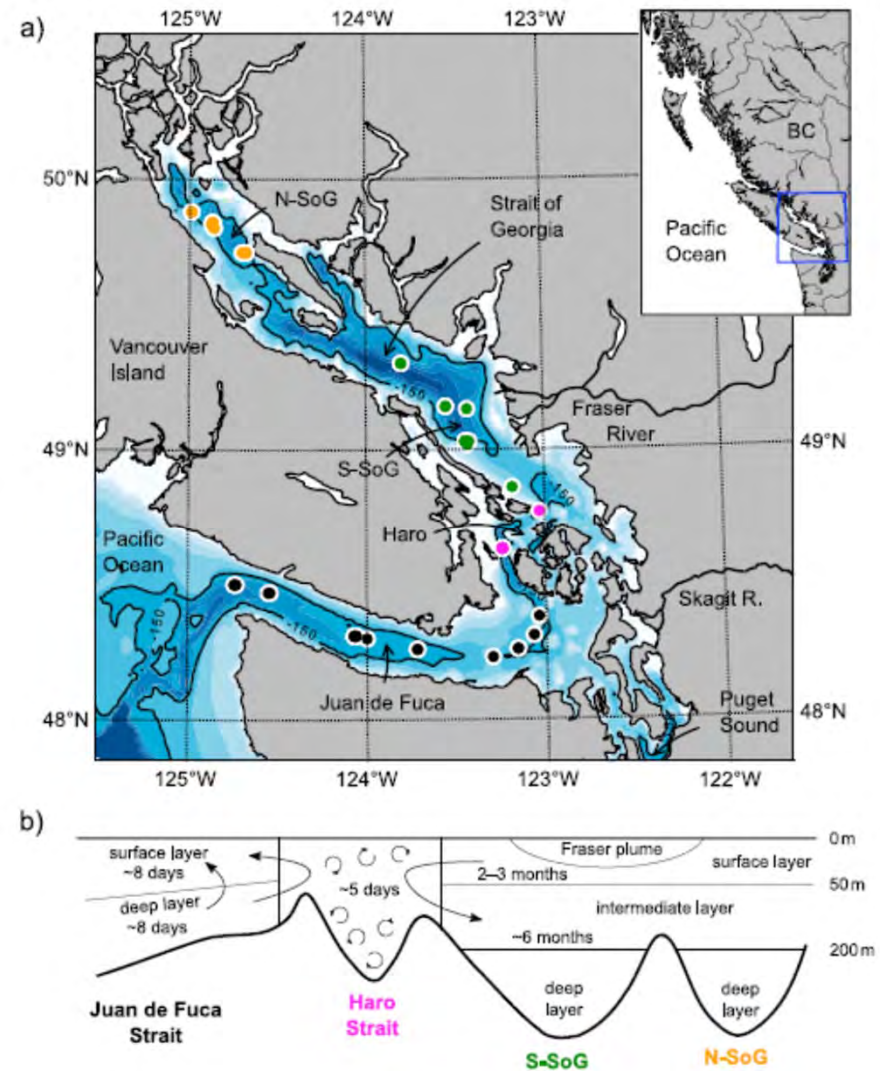 a)
125°W 124°W 123°W
BC
Pacific
Ocean
50°N
N-SoG
Strait of
Georgia
Vancouver
Island
-150
Fraser
River
49°N 49°N
S-SoG
-150
Haro
Pacific
Ocean
Skagit R.
-150
-150
Juan de Fuca
Puget
Sound
48°N 48°N
125°W 124°W 123°W 122°W
b)
0 m
surface layer
~8 days
Fraser plume
surface layer
~5 days
2–3 months
50 m
deep layer
~8 days
intermediate layer
~6 months
200 m
deep
layer
deep
layer
Juan de Fuca
Strait
Haro
Strait
S-SoG
N-SoG